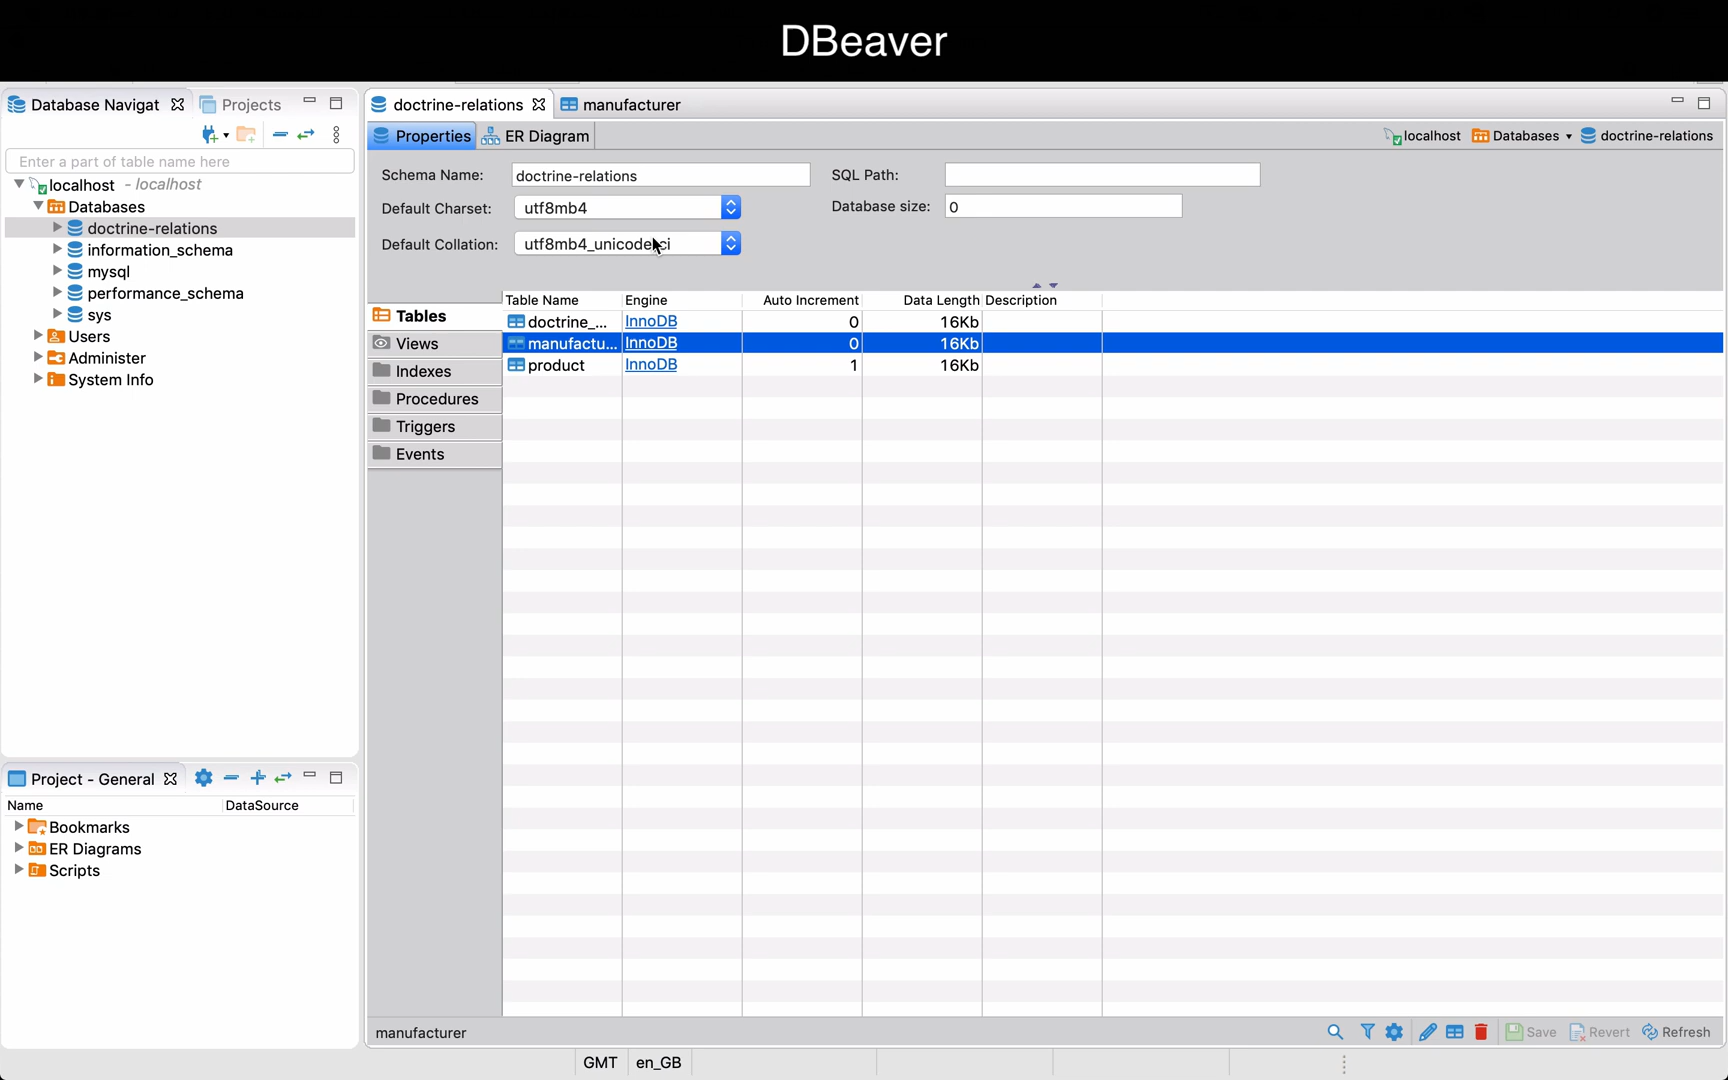 DBeaver
Database Navigat
Projects
Enter a part of table name here
localhost - localhost
Databases
doctrine-relations
information_schema
mysql
performance_schema
sys
Users
Administer
System Info
Project - General
Name DataSource
Bookmarks
ER Diagrams
Scripts
doctrine-relations manufacturer
Properties ER Diagram localhost Databases doctrine-relations
Schema Name: doctrine-relations SQL Path:
Default Charset: utf8mb4 Database size: 0
Default Collation: utf8mb4_unicode_ci
Tables
Views
Indexes
Procedures
Triggers
Events
Table Name Engine Auto Increment Data Length Description
doctrine_... InnoDB 0 16Kb
manufactu... InnoDB 0 16Kb
product InnoDB 1 16Kb
manufacturer Save Revert Refresh
GMT en_GB